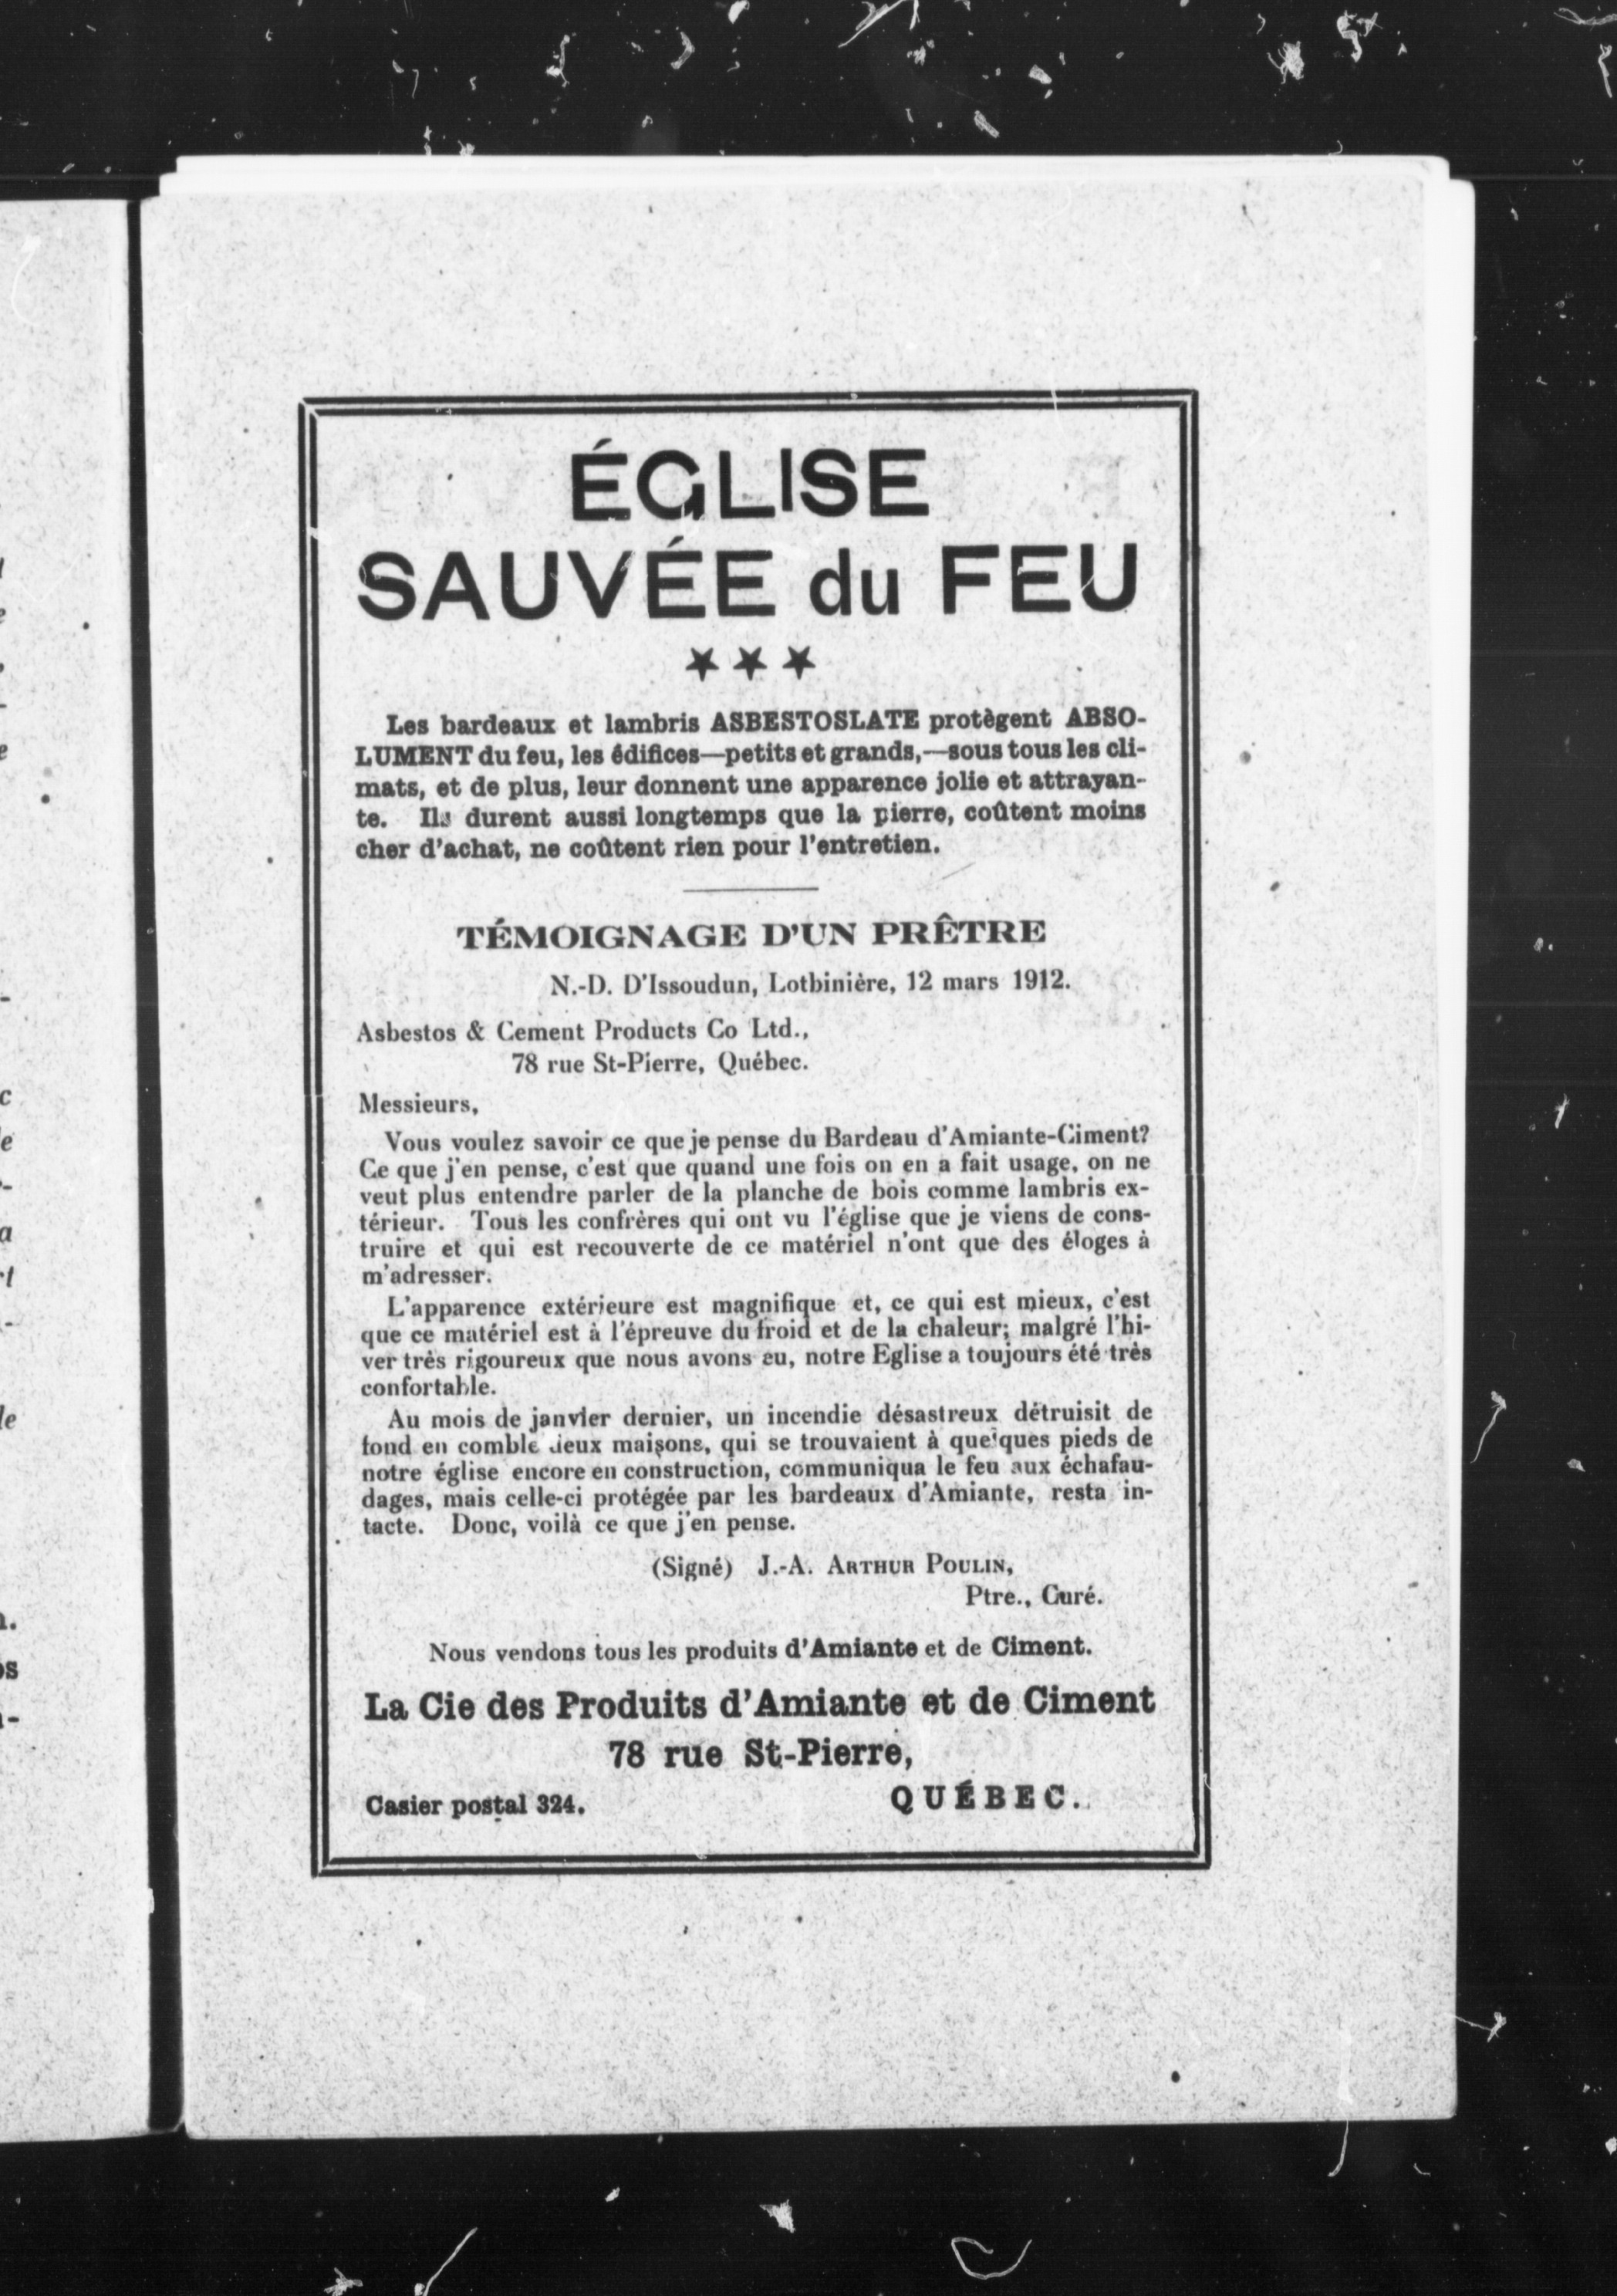 ÉGLISE
SAUVÉE du FEU
★ ★ ★
Les bardeaux et lambris ASBESTOSLATE protègent ABSO-
LUMENT du feu, les édifices—petits et grands,—sous tous les cli-
mats, et de plus, leur donnent une apparence jolie et attrayan-
te. Ils durent aussi longtemps que la pierre, coûtent moins
cher d'achat, ne coûtent rien pour l'entretien.
TÉMOIGNAGE D'UN PRÊTRE
N.-D. D'Issoudun, Lotbinière, 12 mars 1912.
Asbestos & Cement Products Co Ltd.,
78 rue St-Pierre, Québec.
Messieurs,
Vous voulez savoir ce que je pense du Bardeau d'Amiante-Ciment?
Ce que j'en pense, c'est que quand une fois on en a fait usage, on ne
veut plus entendre parler de la planche de bois comme lambris ex-
térieur. Tous les confrères qui ont vu l'église que je viens de cons-
truire et qui est recouverte de ce matériel n'ont que des éloges à
m'adresser.
L'apparence extérieure est magnifique et, ce qui est mieux, c'est
que ce matériel est à l'épreuve du froid et de la chaleur; malgré l'hi-
ver très rigoureux que nous avons eu, notre Eglise a toujours été très
confortable.
Au mois de janvier dernier, un incendie désastreux détruisit de
fond en comble deux maisons, qui se trouvaient à quelques pieds de
notre église encore en construction, communiqua le feu aux échafau-
dages, mais celle-ci protégée par les bardeaux d'Amiante, resta in-
tacte. Donc, voilà ce que j'en pense.
(Signé) J.-A. ARTHUR POULIN,
Ptre., Curé.
Nous vendons tous les produits d'Amiante et de Ciment.
La Cie des Produits d'Amiante et de Ciment
78 rue St-Pierre,
Casier postal 324. QUÉBEC.